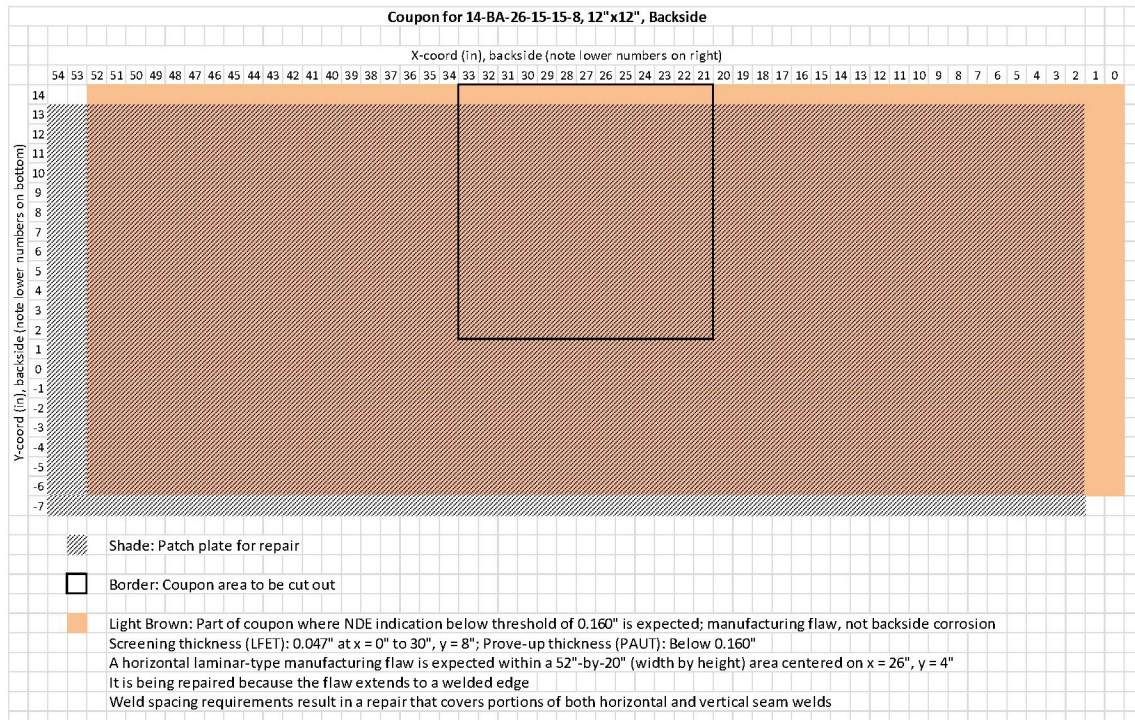 Coupon for 14-BA-26-15-15-8, 12"x12", Backside
X-coord (in), backside (note lower numbers on right)
54 53 52 51 50 49 48 47 46 45 44 43 42 41 40 39 38 37 36 35 34 33 32 31 30 29 28 27 26 25 24 23 22 21 20 19 18 17 16 15 14 13 12 11 10 9 8 7 6 5 4 3 2 1 0
Y-coord (in), backside (note lower numbers on bottom)
14
13
12
11
10
9
8
7
6
5
4
3
2
1
0
-1
-2
-3
-4
-5
-6
-7
Shade: Patch plate for repair
Border: Coupon area to be cut out
Light Brown: Part of coupon where NDE indication below threshold of 0.160" is expected; manufacturing flaw, not backside corrosion
Screening thickness (LFET): 0.047" at x = 0" to 30", y = 8"; Prove-up thickness (PAUT): Below 0.160"
A horizontal laminar-type manufacturing flaw is expected within a 52"-by-20" (width by height) area centered on x = 26", y = 4"
It is being repaired because the flaw extends to a welded edge
Weld spacing requirements result in a repair that covers portions of both horizontal and vertical seam welds